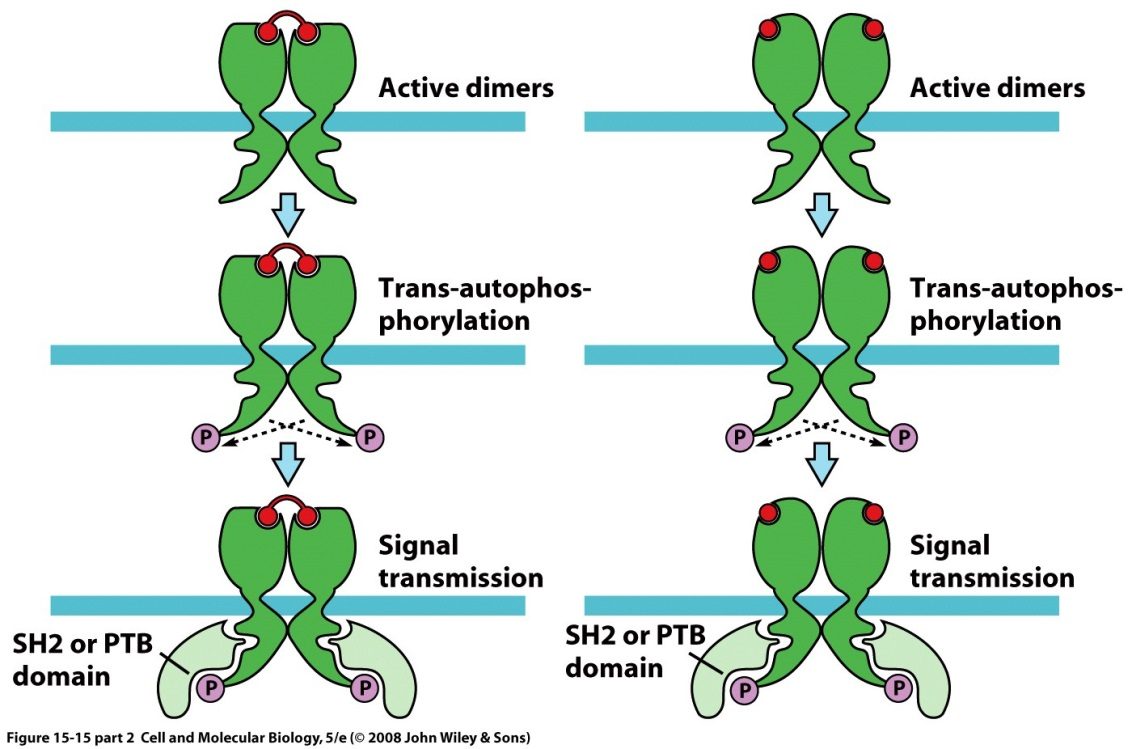 Active dimers
Active dimers
Trans-autophos-
phorylation
Trans-autophos-
phorylation
P
P
P
P
Signal
transmission
Signal
transmission
SH2 or PTB
domain
SH2 or PTB
domain
P
P
P
P
Figure 15-15 part 2 Cell and Molecular Biology, 5/e (© 2008 John Wiley & Sons)